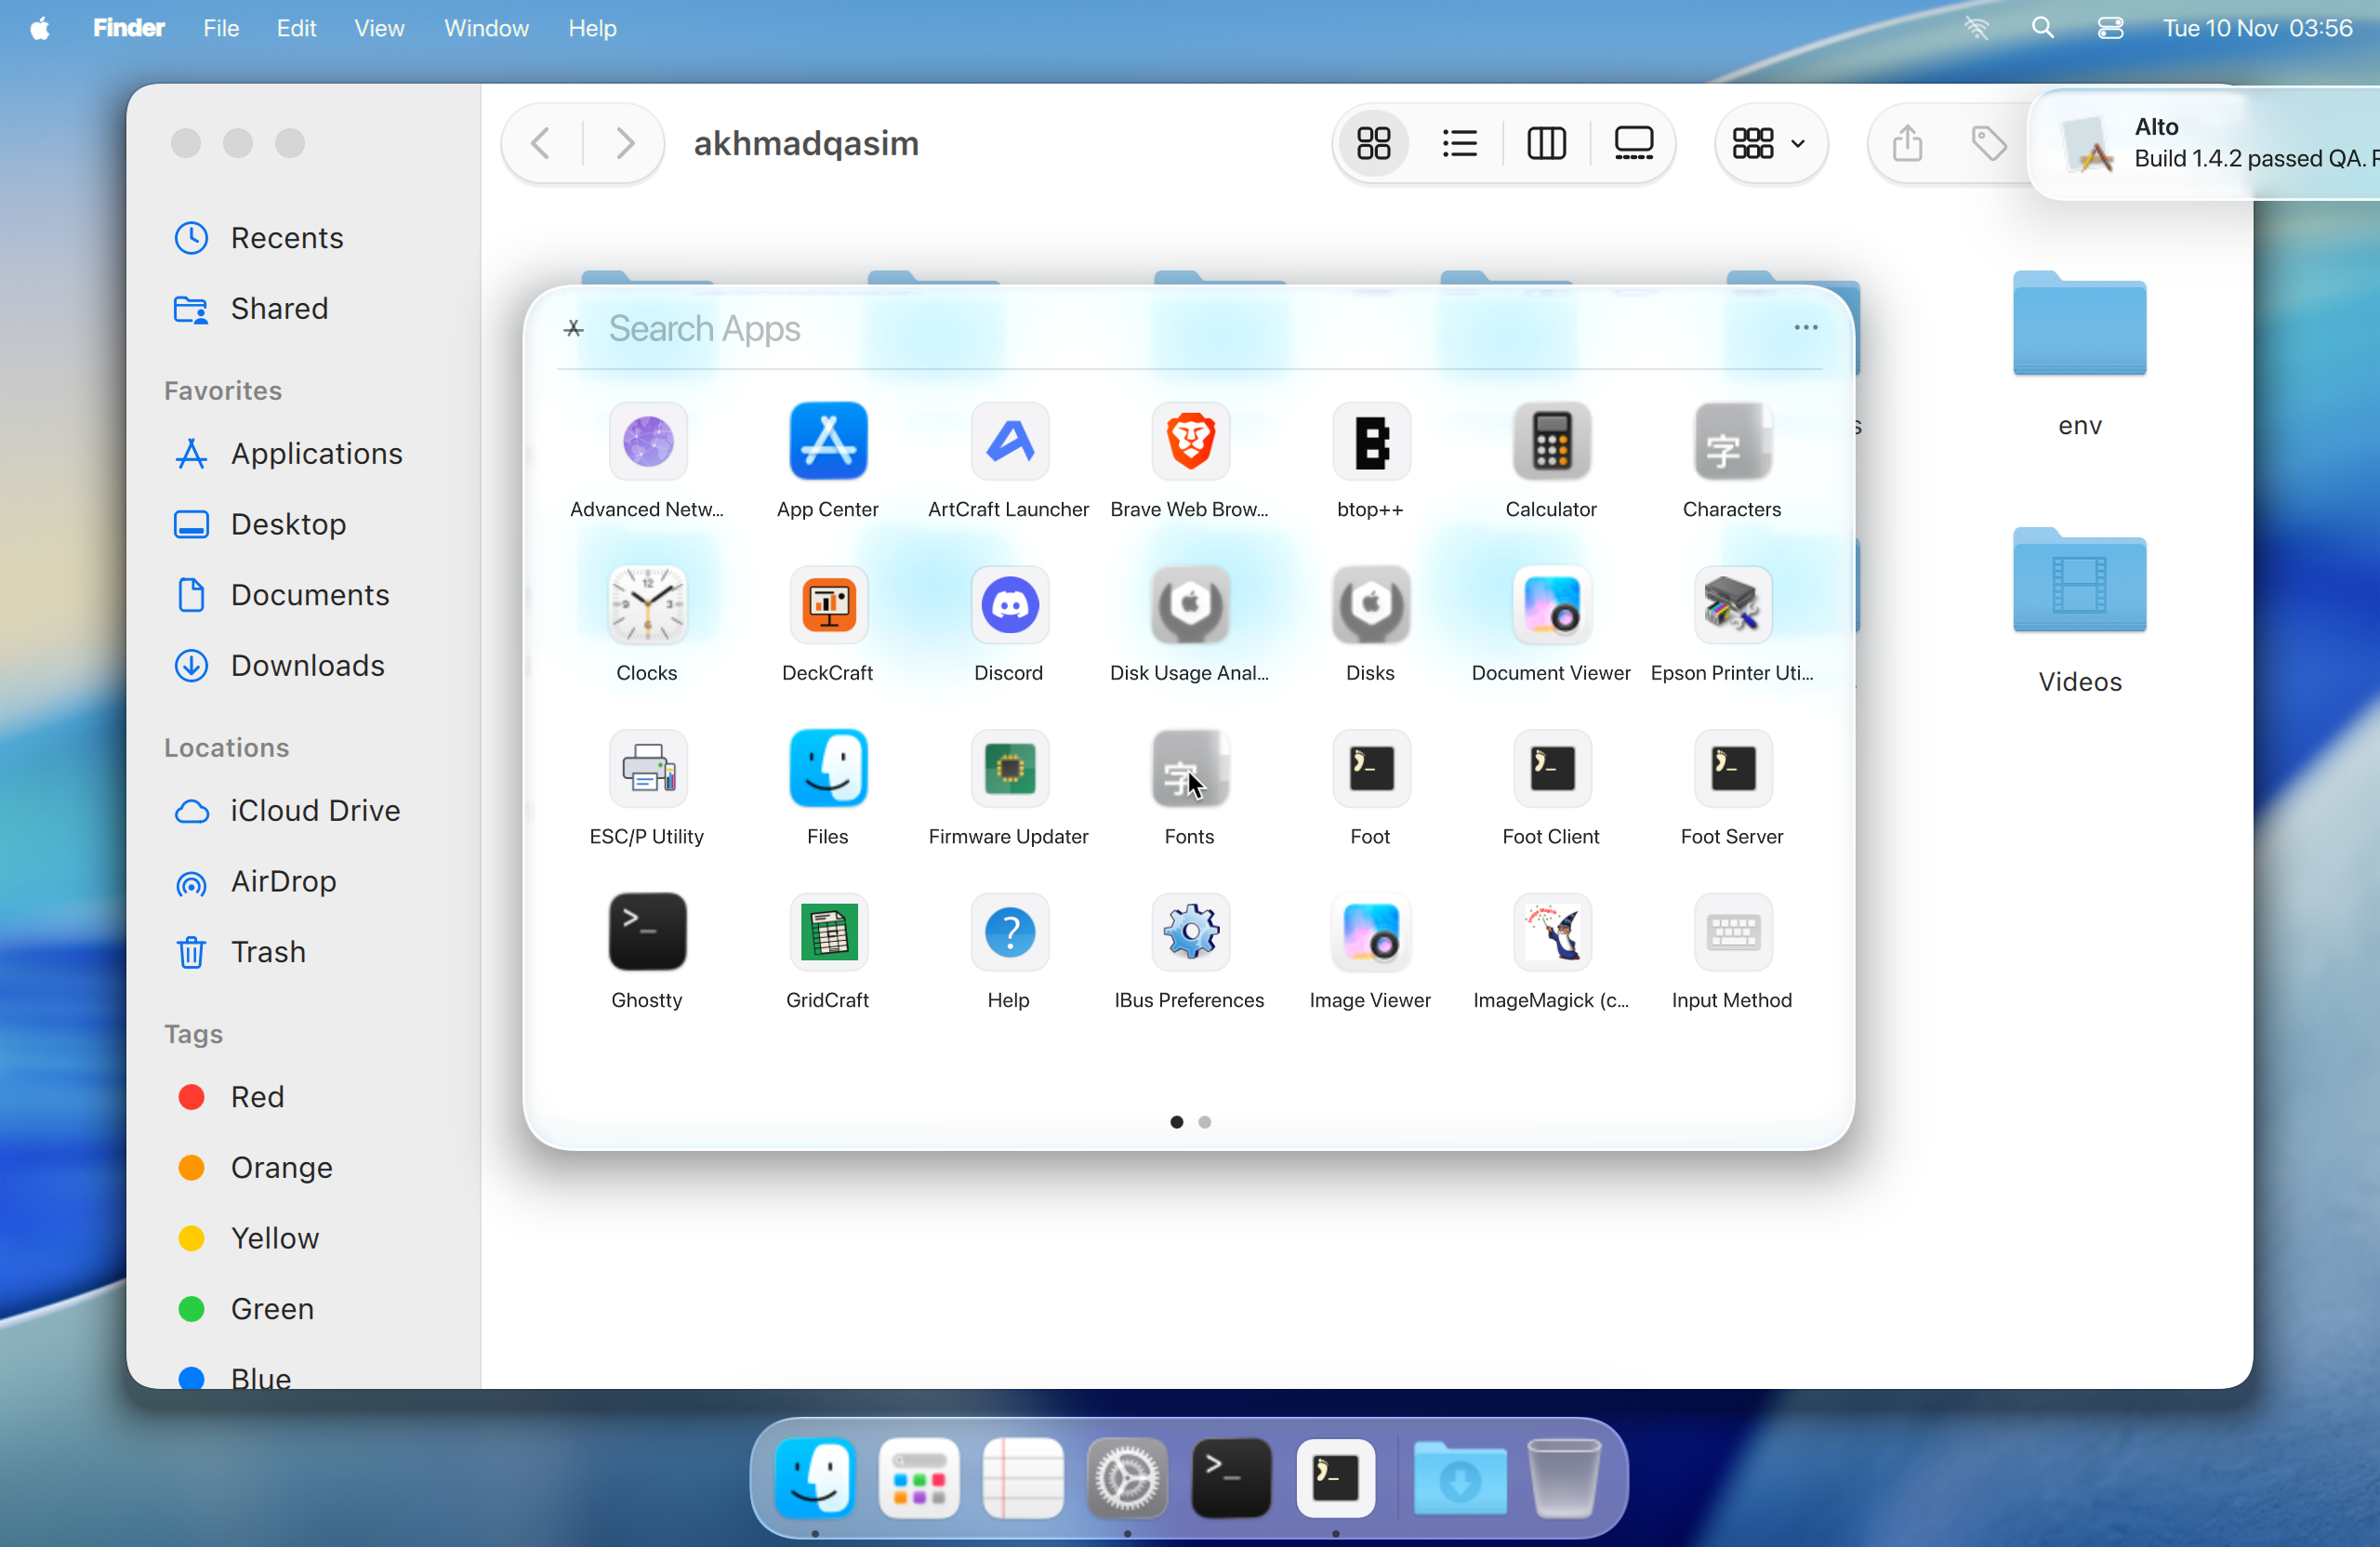 Finder File Edit View Window Help
Tue 10 Nov 03:56
akhmadqasim
Alto
Build 1.4.2 passed QA.
Recents
Shared
Favorites
Applications
Desktop
Documents
Downloads
Locations
iCloud Drive
AirDrop
Trash
Tags
Red
Orange
Yellow
Green
Blue
Search Apps
Advanced Netw... App Center ArtCraft Launcher Brave Web Brow... btop++ Calculator Characters
Clocks DeckCraft Discord Disk Usage Anal... Disks Document Viewer Epson Printer Uti...
ESC/P Utility Files Firmware Updater Fonts Foot Foot Client Foot Server
Ghostty GridCraft Help IBus Preferences Image Viewer ImageMagick (c... Input Method
env
Videos